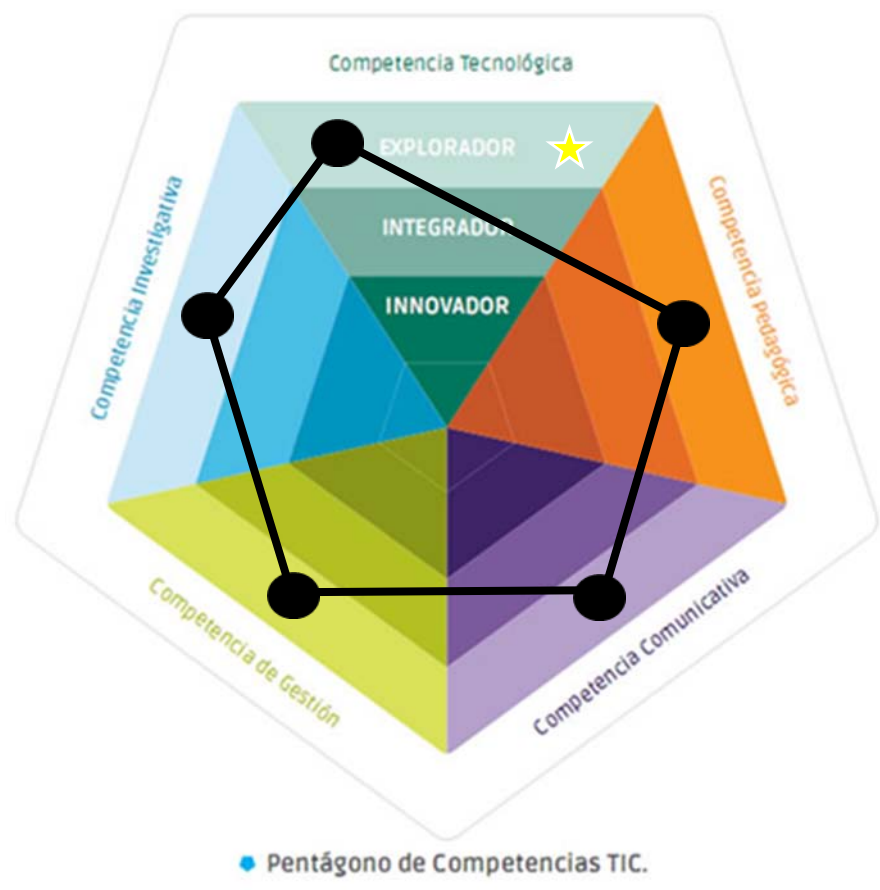 Competencia Tecnológica
EXPLORADOR
INTEGRADOR
INNOVADOR
Competencia Investigativa
Competencia Pedagógica
Competencia de Gestión
Competencia Comunicativa
Pentágono de Competencias TIC.